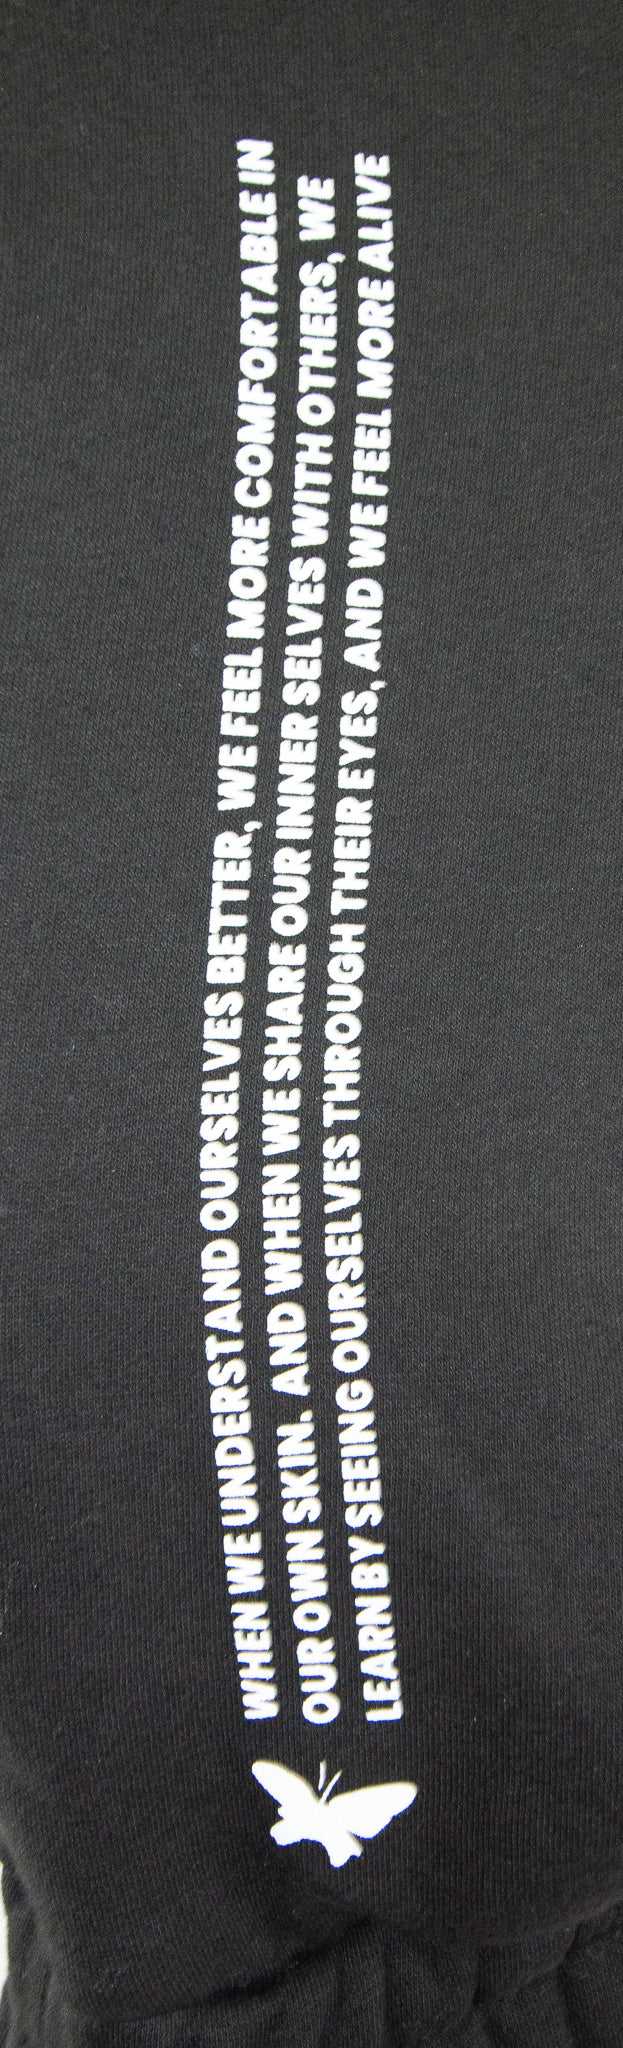 WHEN WE UNDERSTAND OURSELVES BETTER, WE FEEL MORE COMFORTABLE IN
OUR OWN SKIN. AND WHEN WE SHARE OUR INNER SELVES WITH OTHERS, WE
LEARN BY SEEING OURSELVES THROUGH THEIR EYES, AND WE FEEL MORE ALIVE